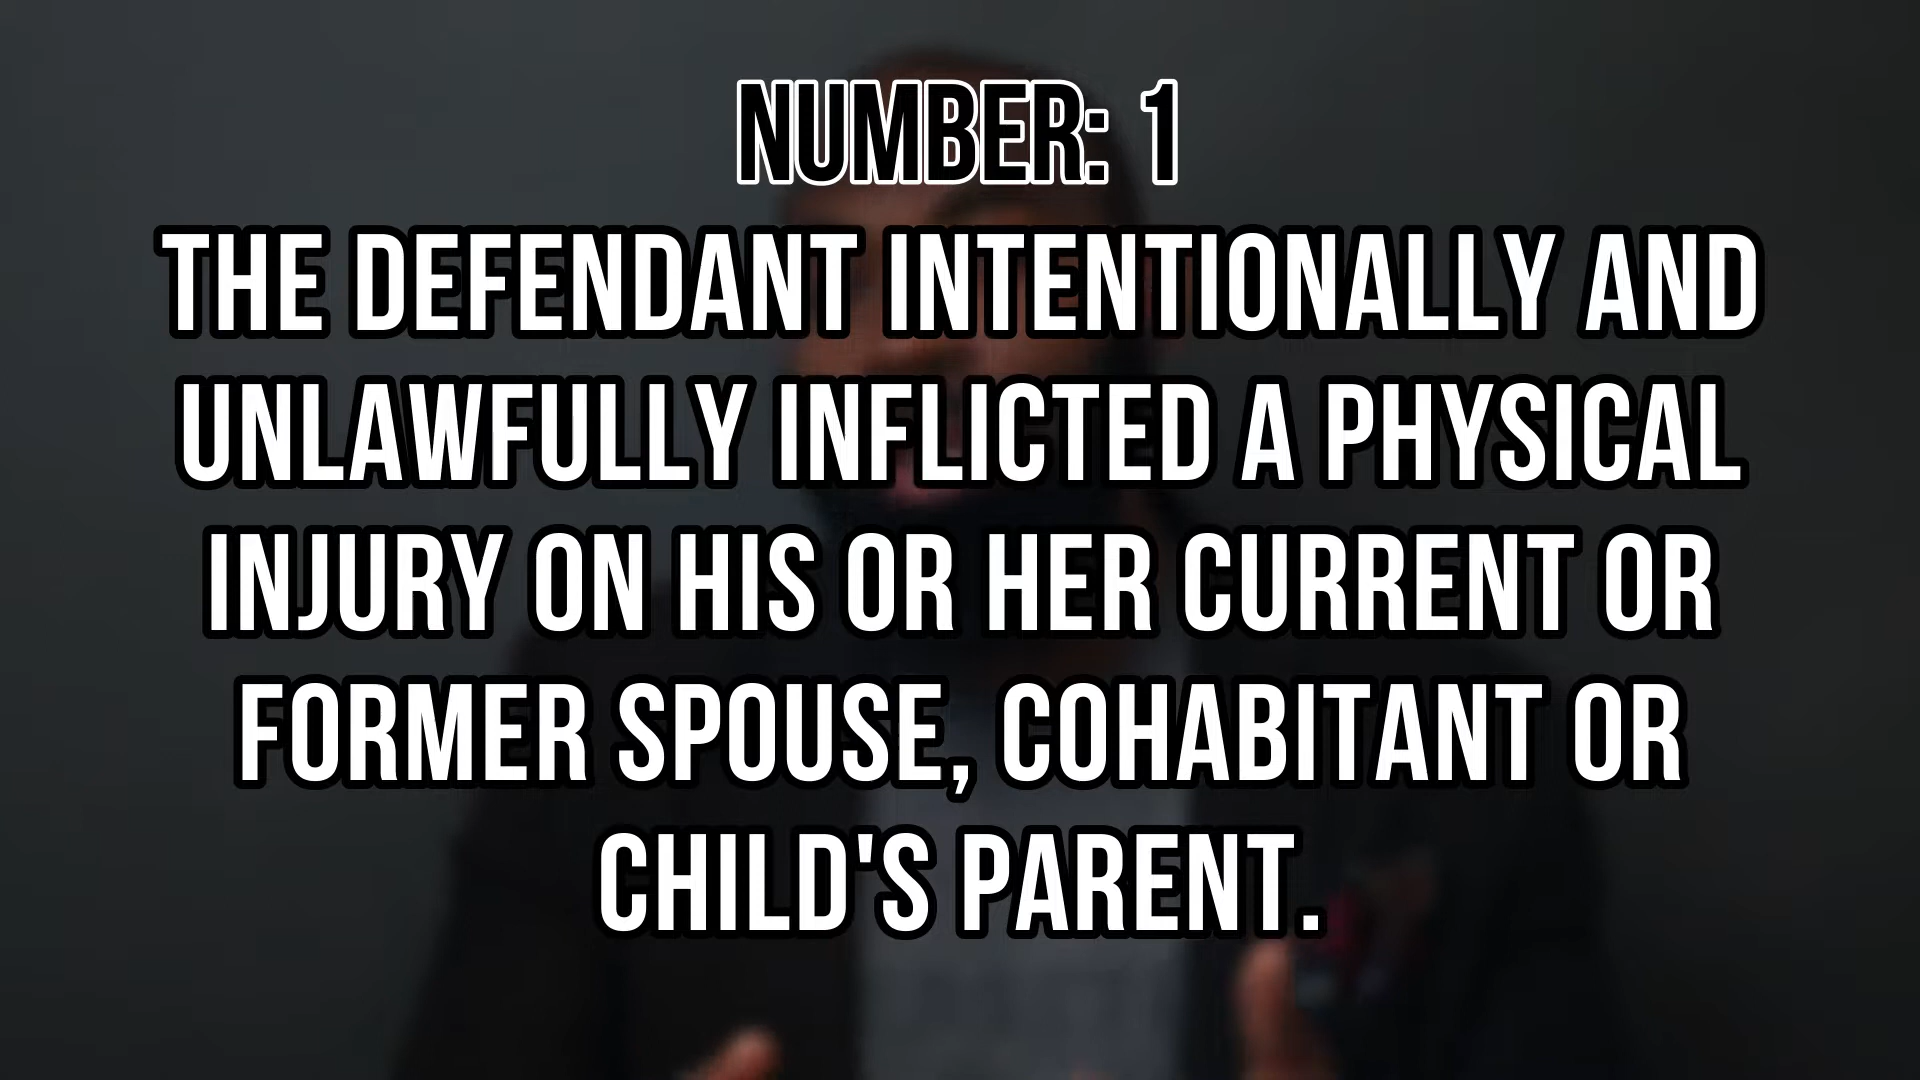 NUMBER: 1
THE DEFENDANT INTENTIONALLY AND
UNLAWFULLY INFLICTED A PHYSICAL
INJURY ON HIS OR HER CURRENT OR
FORMER SPOUSE, COHABITANT OR
CHILD'S PARENT.